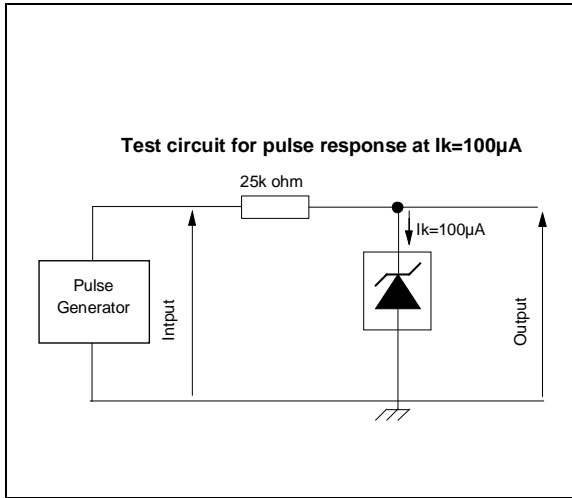 Test circuit for pulse response at Ik=100µA
25k ohm
Ik=100µA
Pulse
Generator
Intput
Output